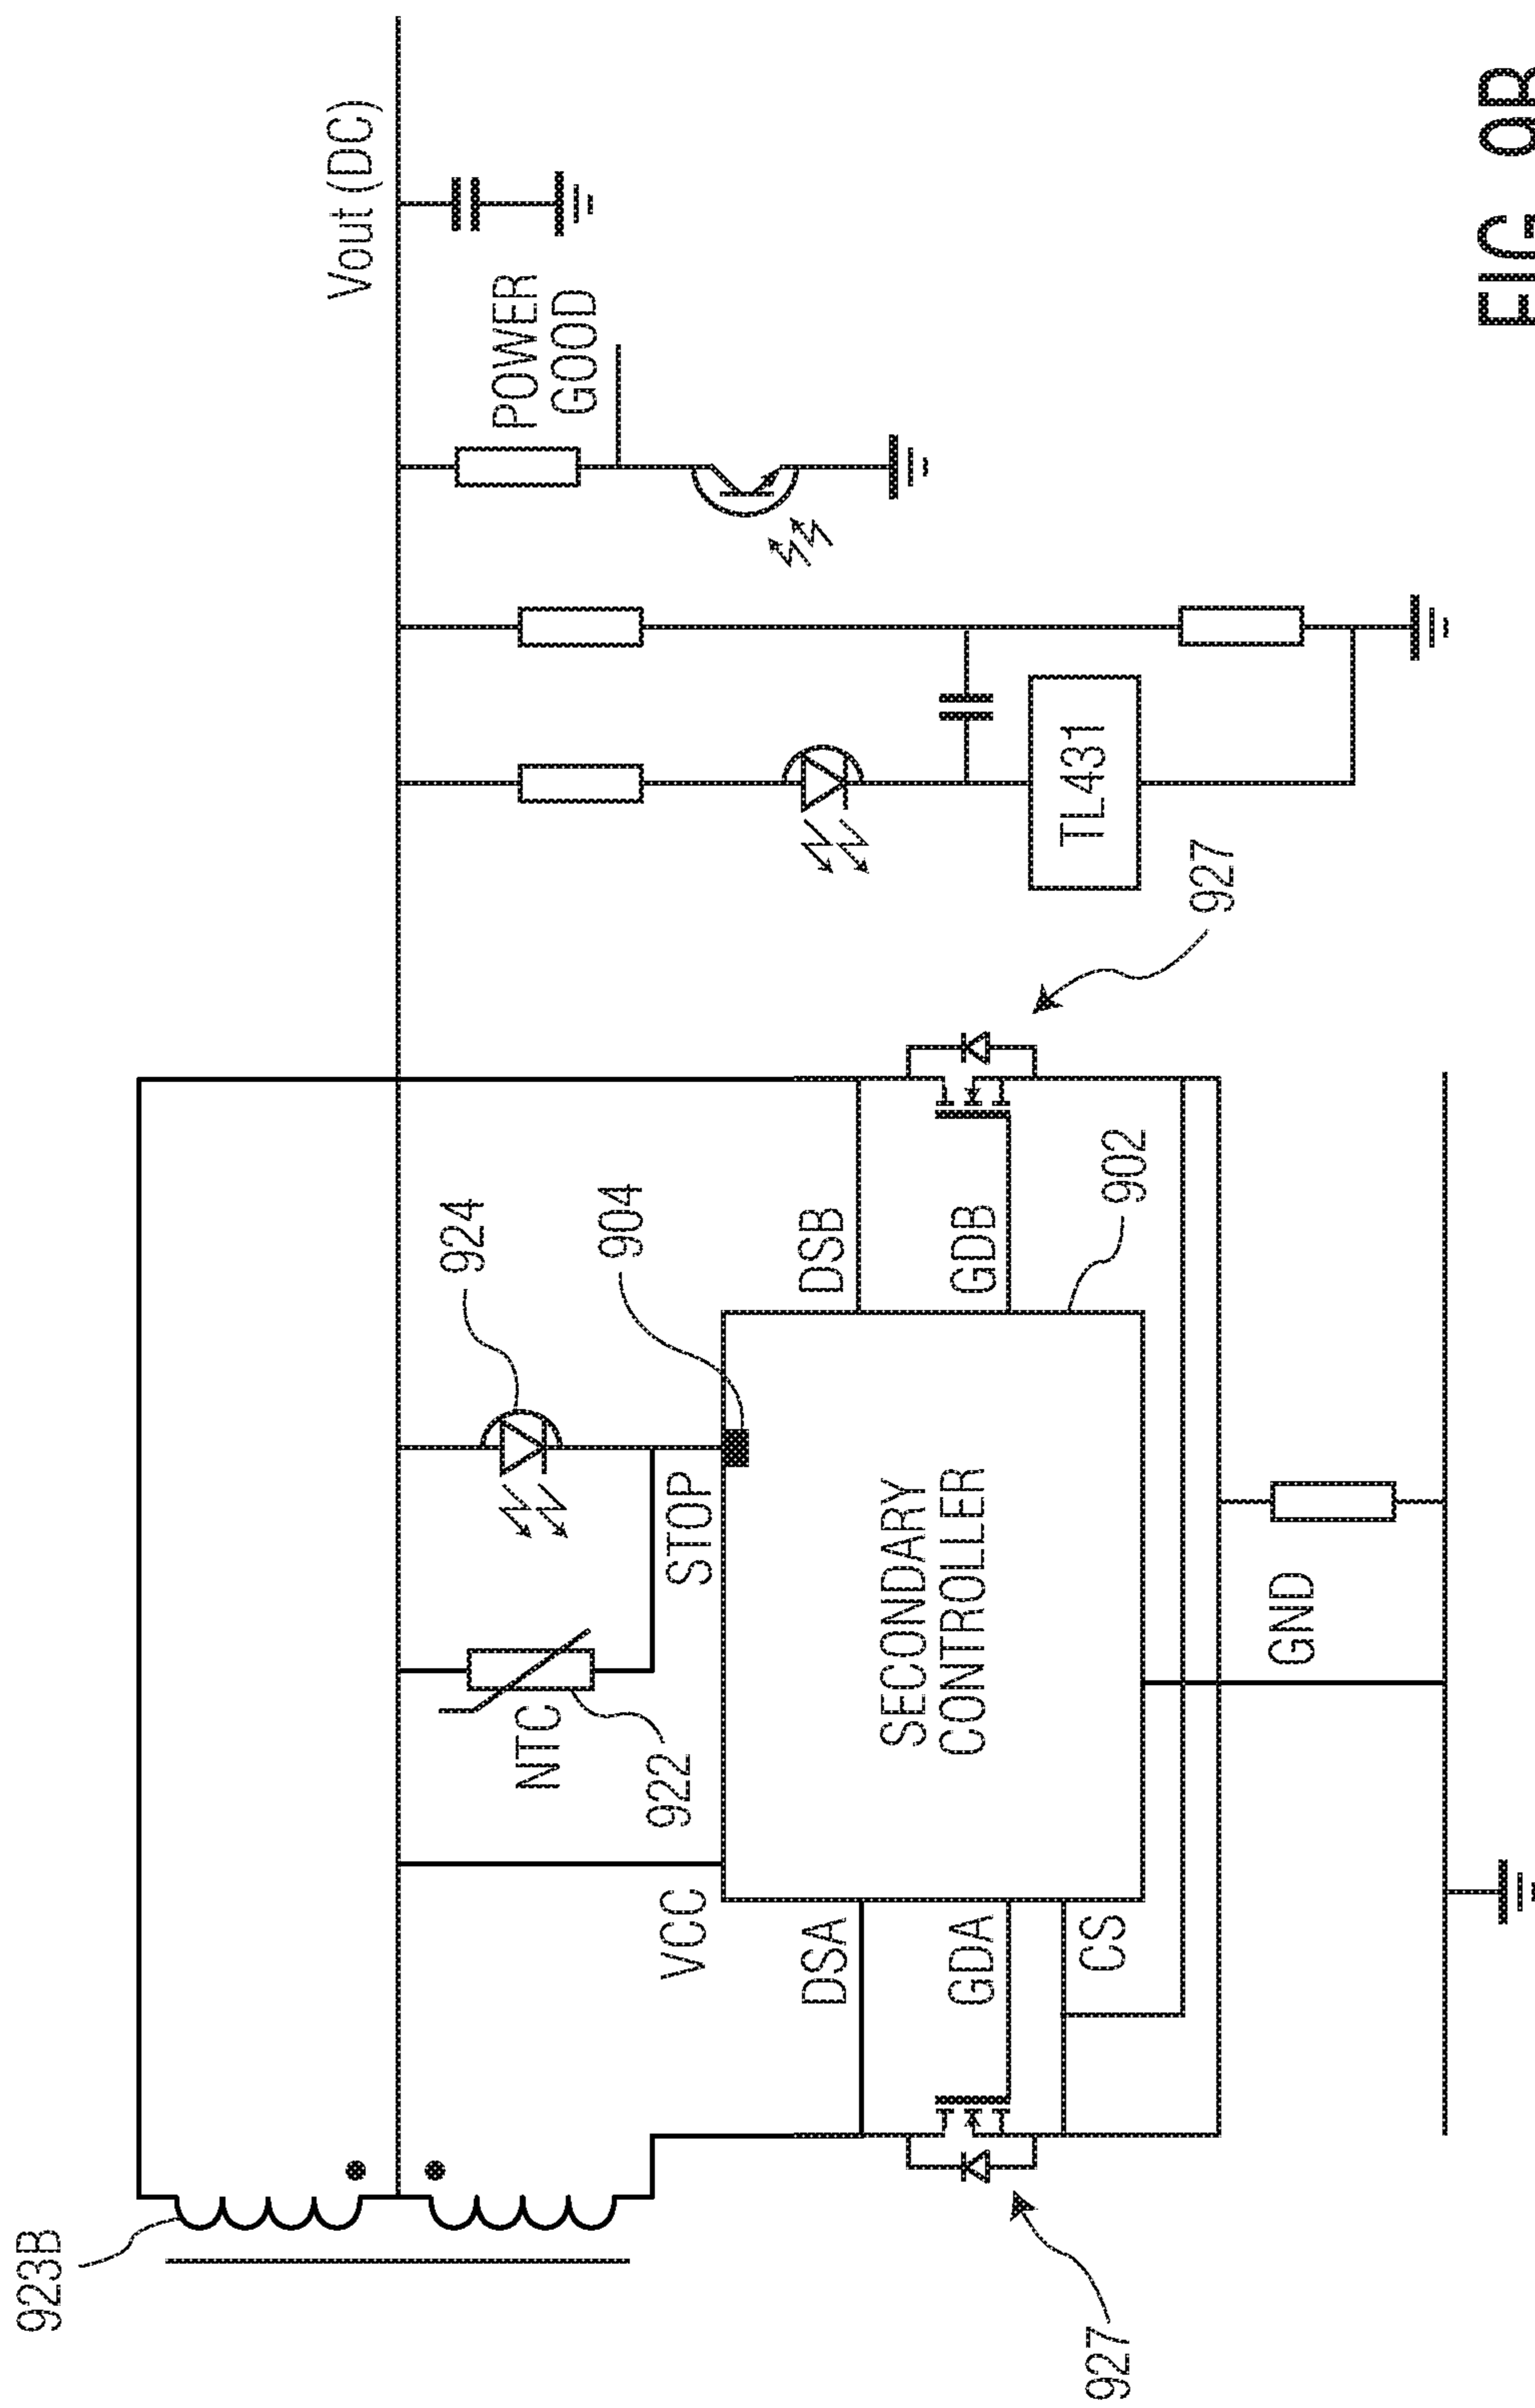 923B
Vout (DC)
924
904
NTC
922
STOP
VCC
POWER
GOOD
DSA
GDA
CS
SECONDARY
CONTROLLER
DSB
GDB
902
927
927
TL431
GND